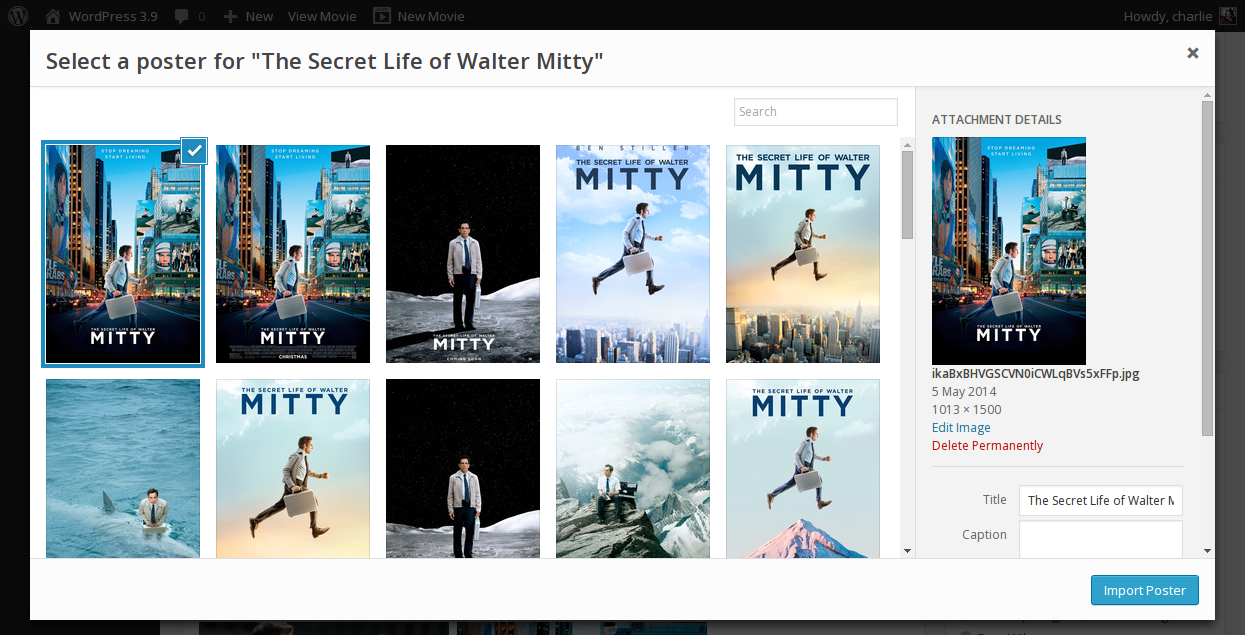 WordPress 3.9 0 New View Movie New Movie Howdy, charlie
Select a poster for "The Secret Life of Walter Mitty"
Search
STOP DREAMING
START LIVING
THE SECRET LIFE OF WALTER
MITTY
STOP DREAMING
START LIVING
THE SECRET LIFE OF WALTER
MITTY
CHRISTMAS
THE SECRET LIFE OF WALTER
MITTY
COMING SOON
BEN STILLER
THE SECRET LIFE OF WALTER
MITTY
THE SECRET LIFE OF WALTER
MITTY
THE SECRET LIFE OF WALTER
MITTY
THE SECRET LIFE OF WALTER
MITTY
ATTACHMENT DETAILS
STOP DREAMING
START LIVING
THE SECRET LIFE OF WALTER
MITTY
ikaBxBHVGSCVN0iCWLqBVs5xFFp.jpg
5 May 2014
1013 × 1500
Edit Image
Delete Permanently
Title The Secret Life of Walter M
Caption
Import Poster